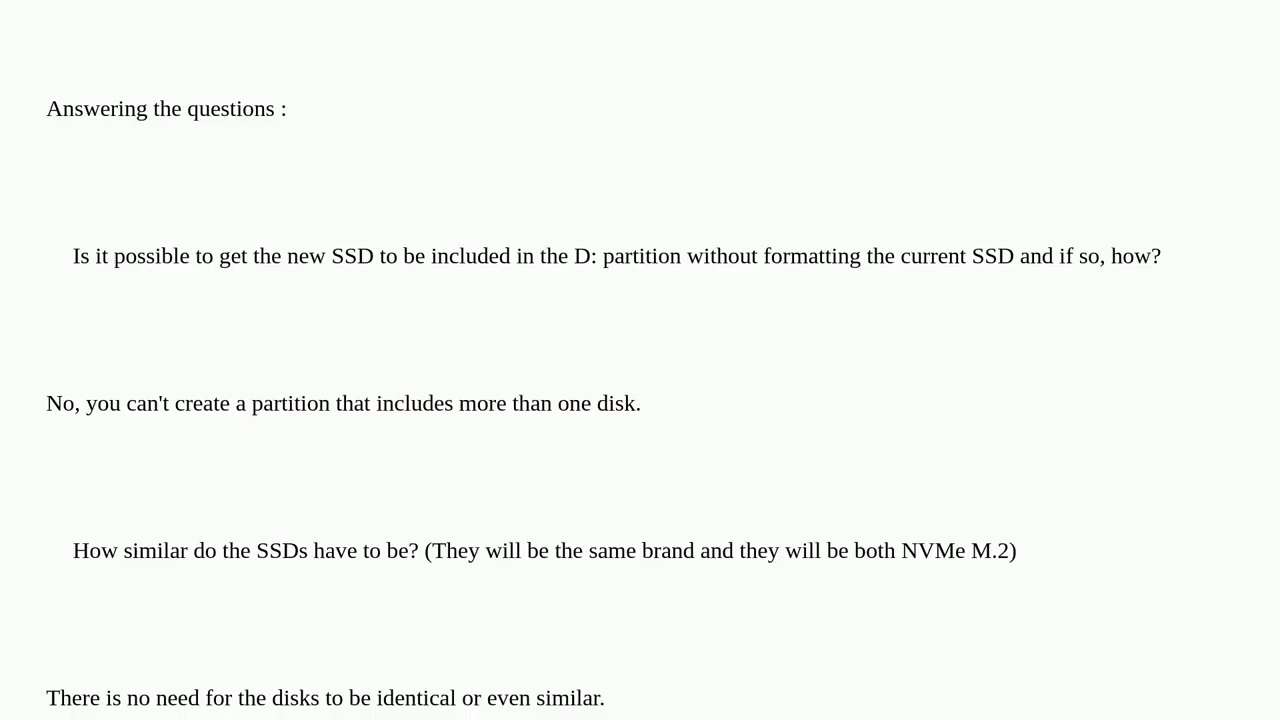 Answering the questions :
Is it possible to get the new SSD to be included in the D: partition without formatting the current SSD and if so, how?
No, you can't create a partition that includes more than one disk.
How similar do the SSDs have to be? (They will be the same brand and they will be both NVMe M.2)
There is no need for the disks to be identical or even similar.